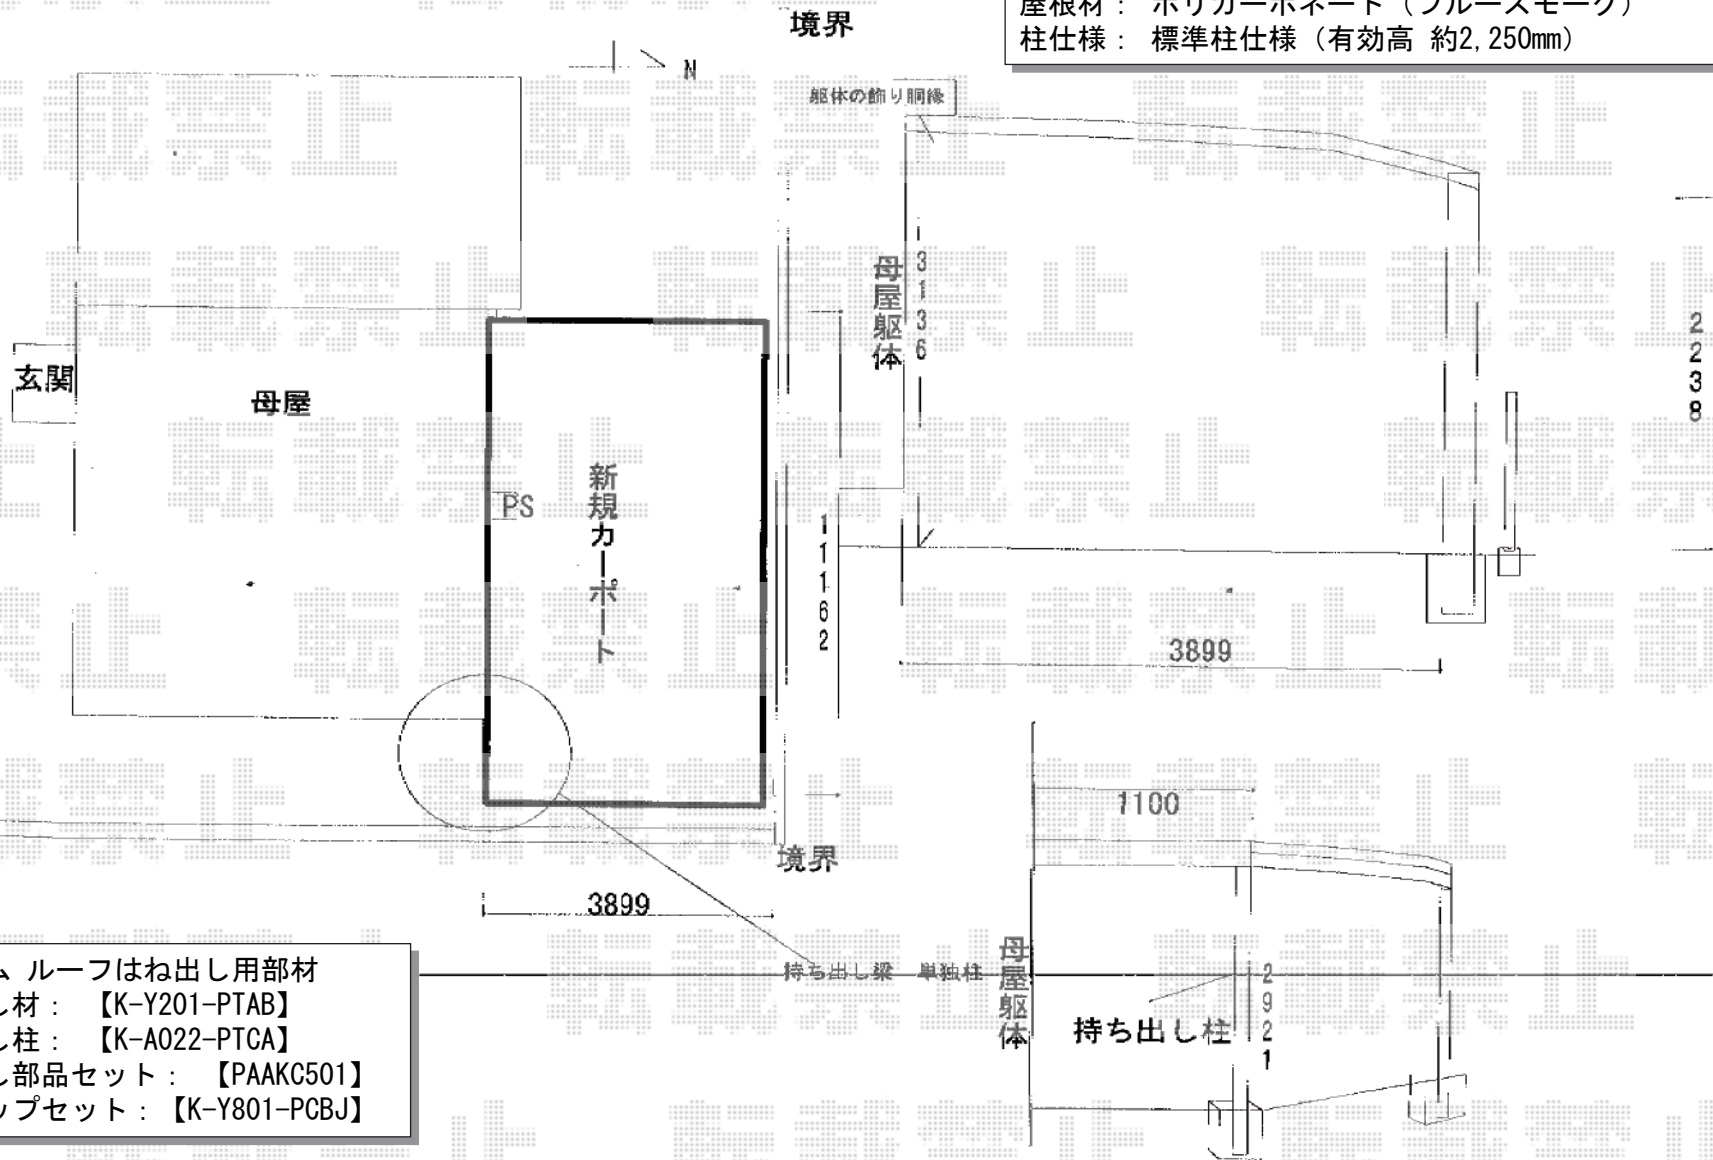 境界
屋根材： ポリカーボネート（ブルースモーク）
柱仕様： 標準柱仕様（有効高 約2,250mm）
N
躯体の飾り胴縁
母屋躯体
3136
2238
玄関
母屋
新規カーポート
PS
11162
3899
1100
境界
3899
持ち出し梁 単独柱
母屋躯体
持ち出し柱
2921
ム ルーフはね出し用部材
し材： 【K-Y201-PTAB】
し柱： 【K-A022-PTCA】
し部品セット： 【PAAKC501】
ップセット：【K-Y801-PCBJ】
転載禁止